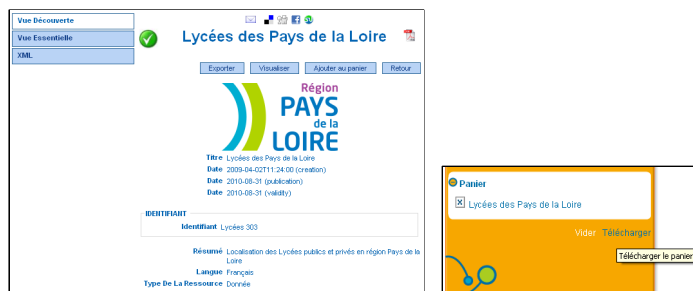 Vue Découverte
Vue Essentielle
XML
Lycées des Pays de la Loire
Exporter Visualiser Ajouter au panier Retour
Région
PAYS
de la
LOIRE
Titre Lycées des Pays de la Loire
Date 2009-04-02T11:24:00 (creation)
Date 2010-08-31 (publication)
Date 2010-08-31 (validity)
IDENTIFIANT
Identifiant Lycées 303
Résumé Localisation des Lycées publics et privés en région Pays de la
Loire
Langue Français
Type De La Ressource Donnée
Panier
Lycées des Pays de la Loire
Vider Télécharger
Télécharger le panier